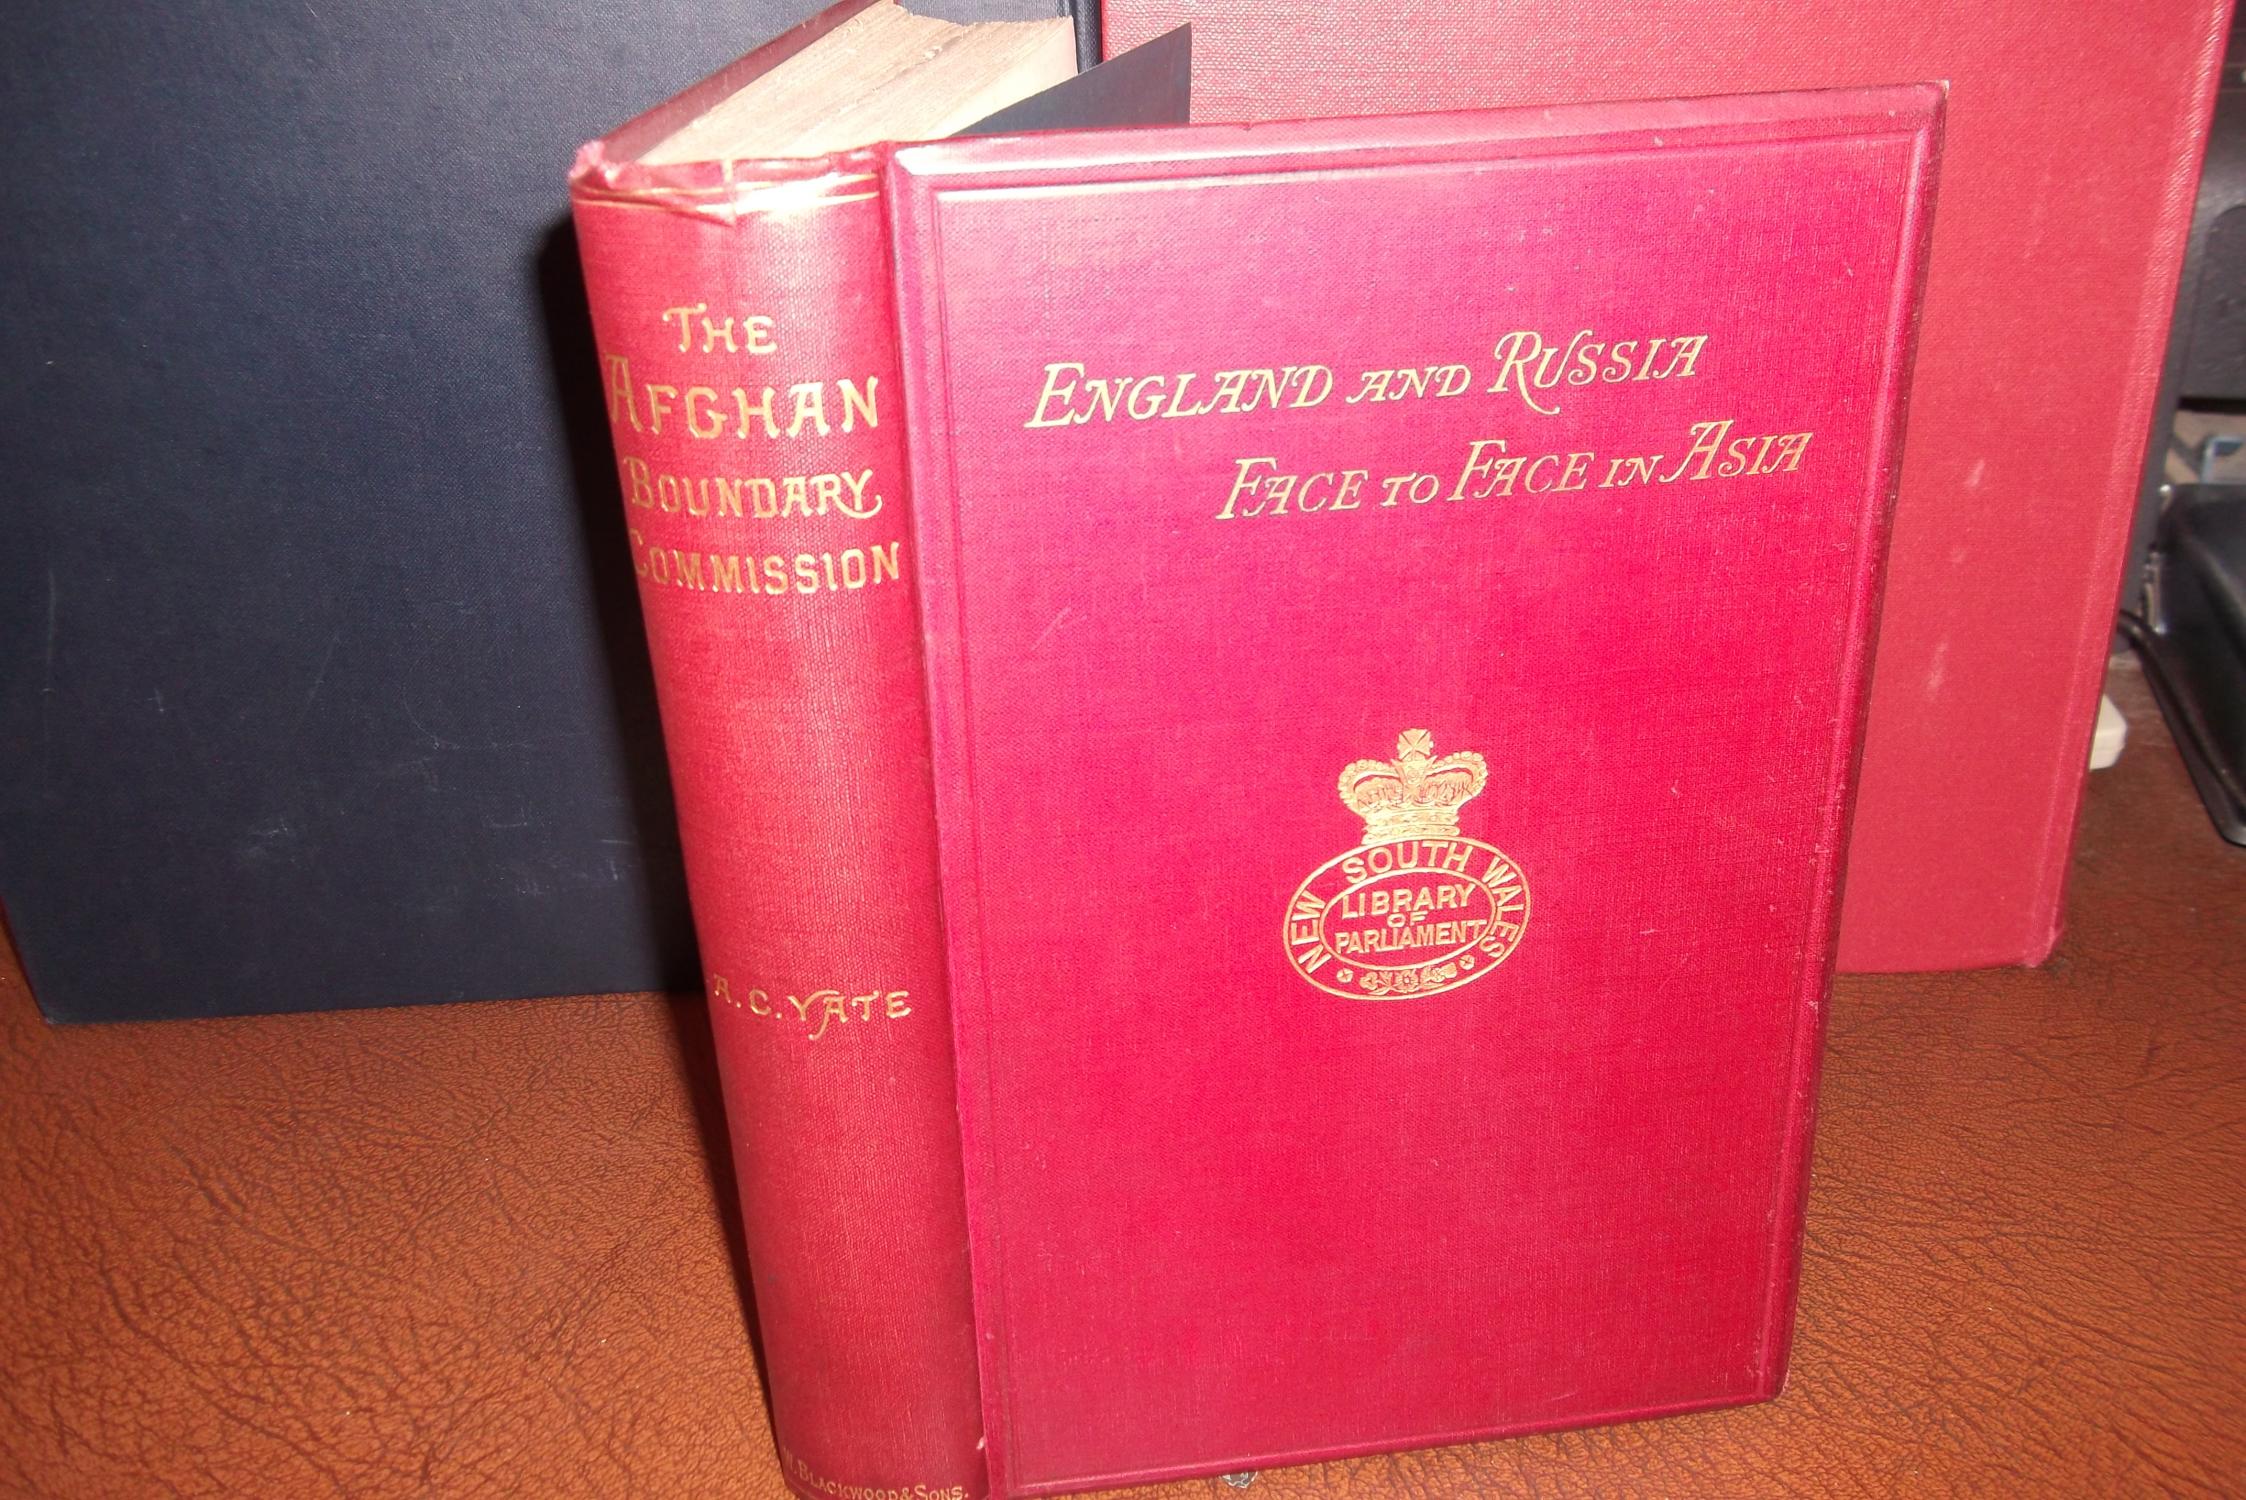 THE
AFGHAN
BOUNDARY
COMMISSION
A. C. YATE
W. BLACKWOOD & SONS.
ENGLAND AND RUSSIA
FACE TO FACE IN ASIA
NEW SOUTH WALES
LIBRARY
OF
PARLIAMENT